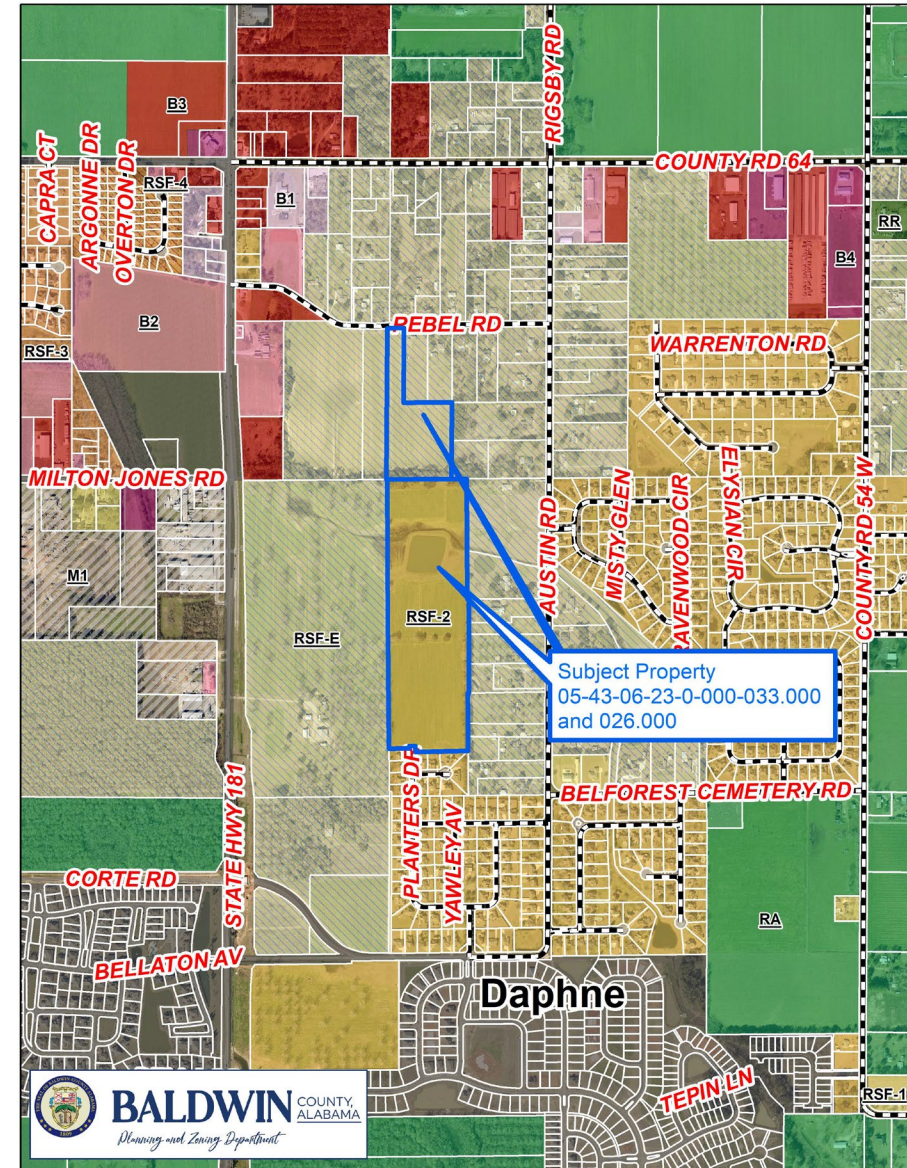 RIGSBY RD
B3
COUNTY RD 64
CAPRA CT
ARGONNE DR
OVERTON DR
RSF-4
B1
RR
B4
B2
REBEL RD
WARRENTON RD
RSF-3
MILTON JONES RD
ELYSIAN CIR
MISTY GLEN
RAVENWOOD CIR
AUSTIN RD
COUNTY RD 54 W
M1
RSF-2
RSF-E
Subject Property
05-43-06-23-0-000-033.000
and 026.000
STATE HWY 181
PLANTERS DR
YAWLEY AV
BELFOREST CEMETERY RD
CORTE RD
RA
BELLATON AV
Daphne
TEPIN LN
RSF-1
BALDWIN COUNTY, ALABAMA
Planning and Zoning Department